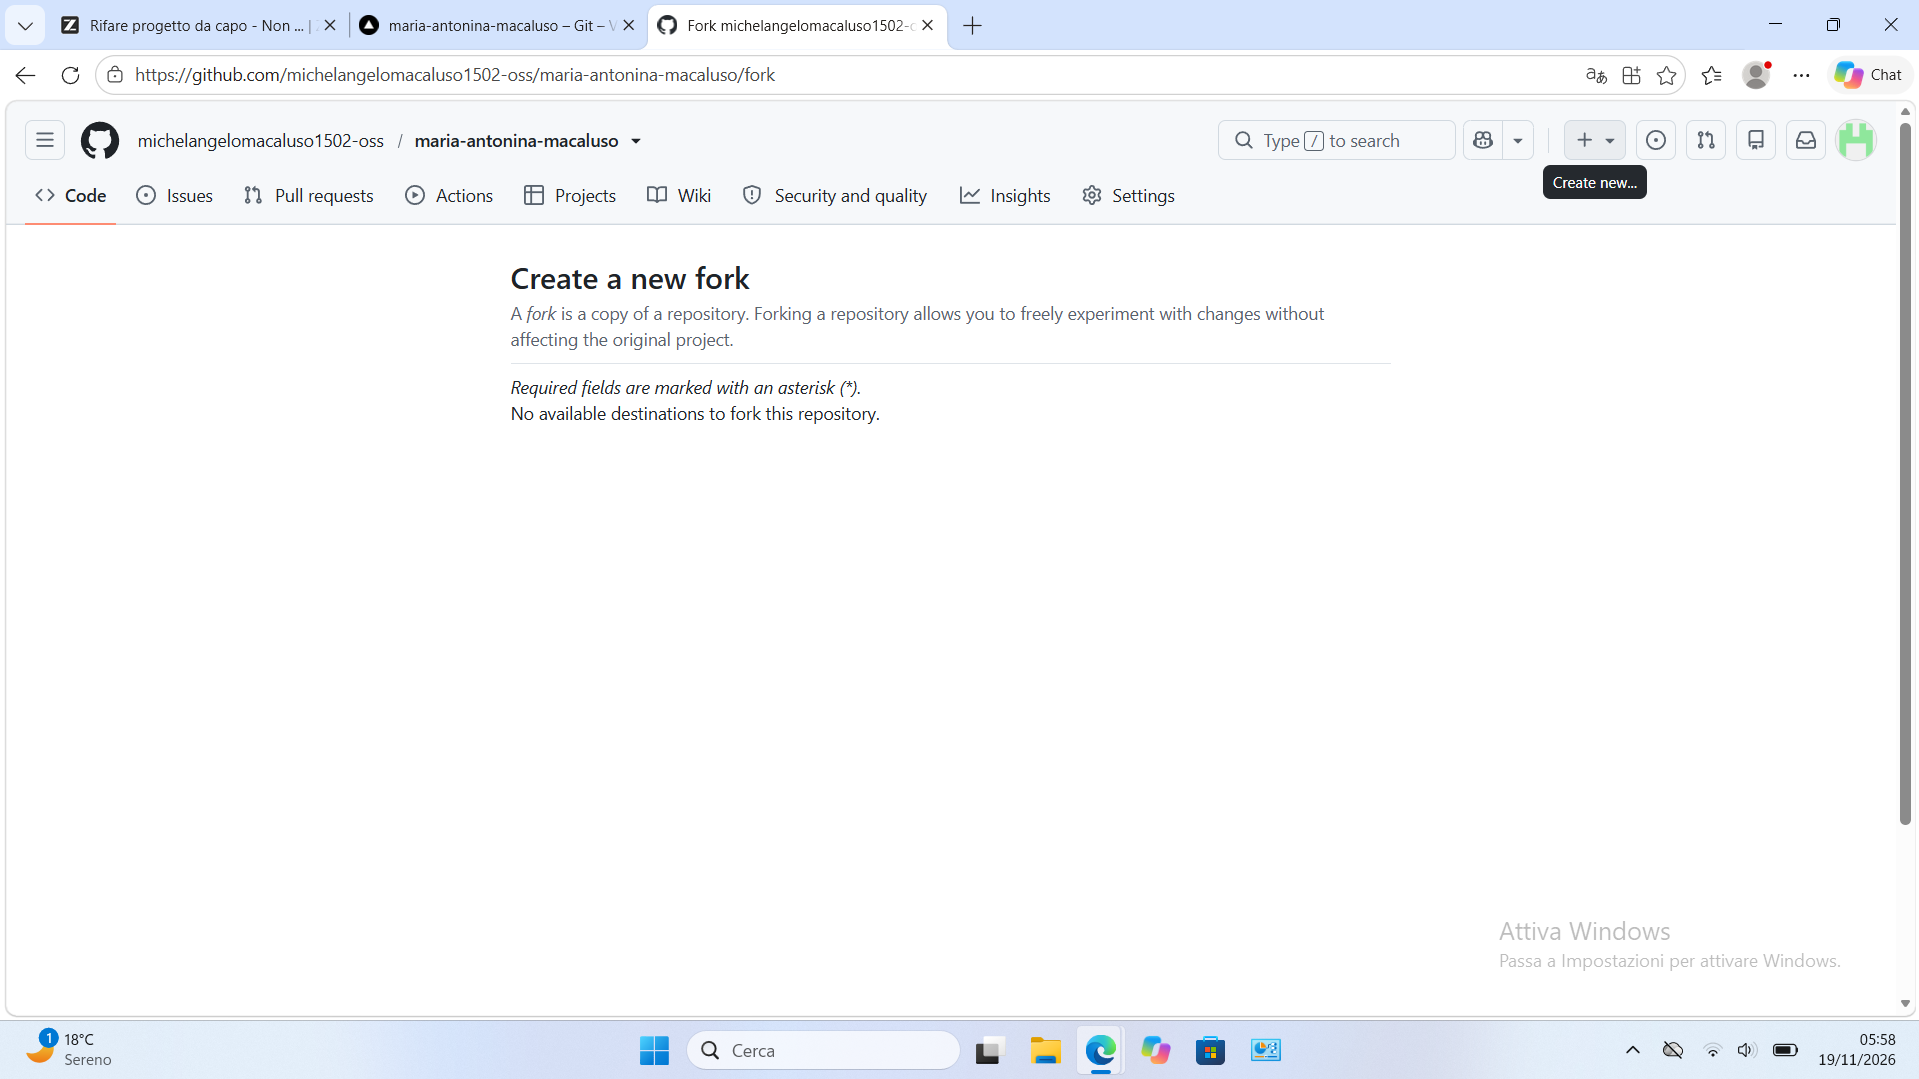 Rifare progetto da capo - Non ... |
maria-antonina-macaluso – Git – V
Fork michelangelomacaluso1502-o
https://github.com/michelangelomacaluso1502-oss/maria-antonina-macaluso/fork
Chat
michelangelomacaluso1502-oss / maria-antonina-macaluso
Type / to search
Create new...
Code
Issues
Pull requests
Actions
Projects
Wiki
Security and quality
Insights
Settings
Create a new fork
A fork is a copy of a repository. Forking a repository allows you to freely experiment with changes without
affecting the original project.
Required fields are marked with an asterisk (*).
No available destinations to fork this repository.
Attiva Windows
Passa a Impostazioni per attivare Windows.
1
18°C
Sereno
Cerca
05:58
19/11/2026